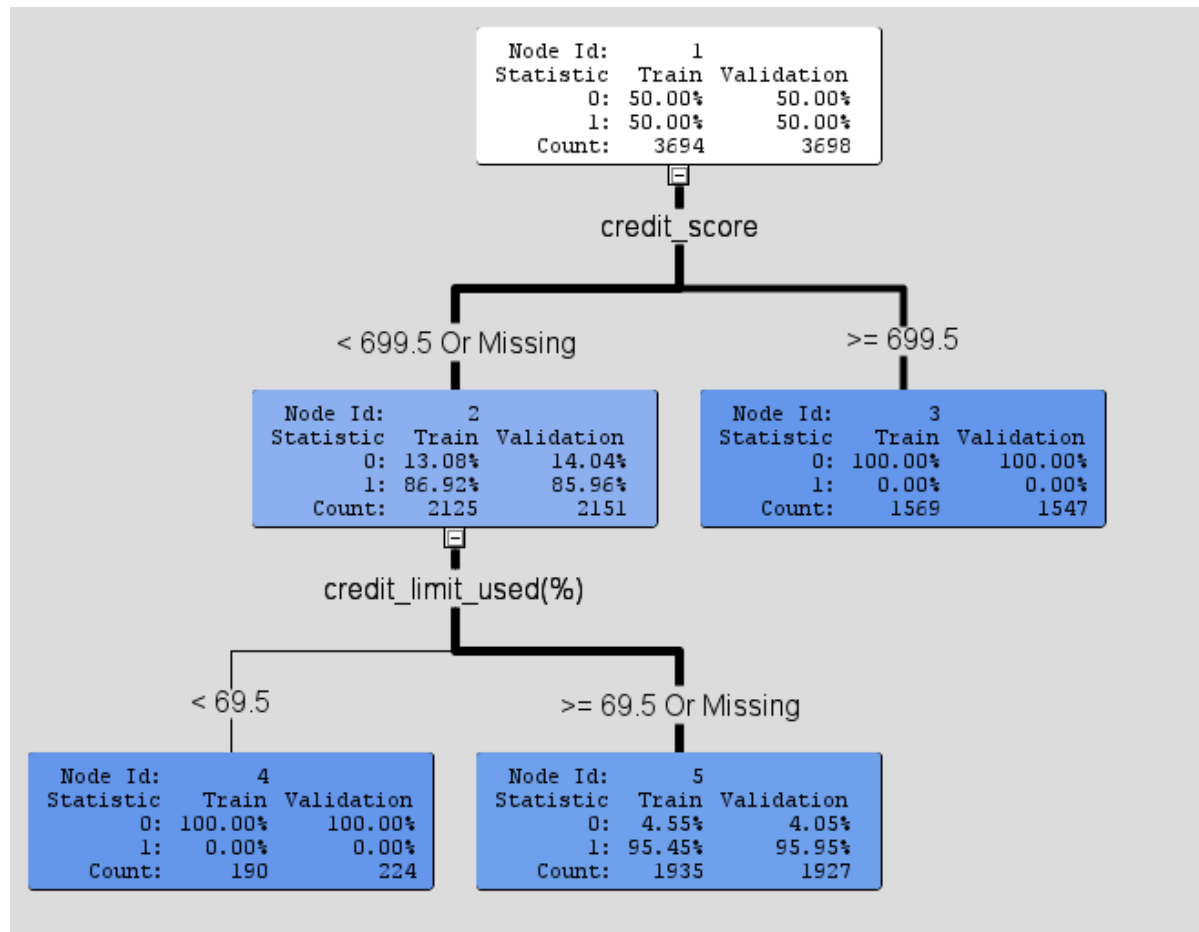 Node Id: 1
Statistic Train Validation
0: 50.00% 50.00%
1: 50.00% 50.00%
Count: 3694 3698
credit_score
< 699.5 Or Missing
>= 699.5
Node Id: 2
Statistic Train Validation
0: 13.08% 14.04%
1: 86.92% 85.96%
Count: 2125 2151
Node Id: 3
Statistic Train Validation
0: 100.00% 100.00%
1: 0.00% 0.00%
Count: 1569 1547
credit_limit_used(%)
< 69.5
>= 69.5 Or Missing
Node Id: 4
Statistic Train Validation
0: 100.00% 100.00%
1: 0.00% 0.00%
Count: 190 224
Node Id: 5
Statistic Train Validation
0: 4.55% 4.05%
1: 95.45% 95.95%
Count: 1935 1927